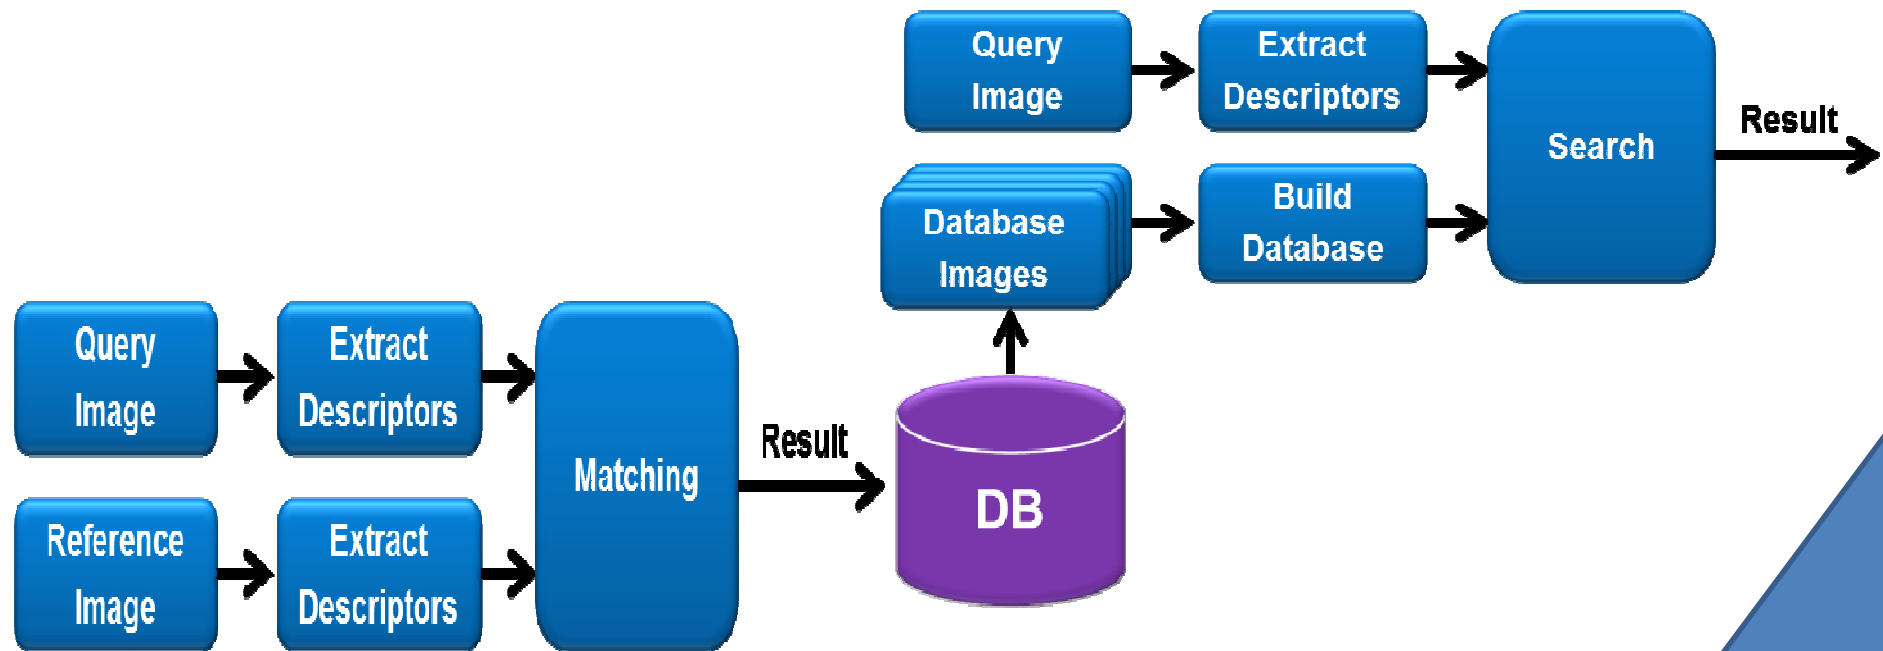 Query
Image
Extract
Descriptors
Search
Result
Database
Images
Build
Database
Query
Image
Extract
Descriptors
Matching
Result
DB
Reference
Image
Extract
Descriptors